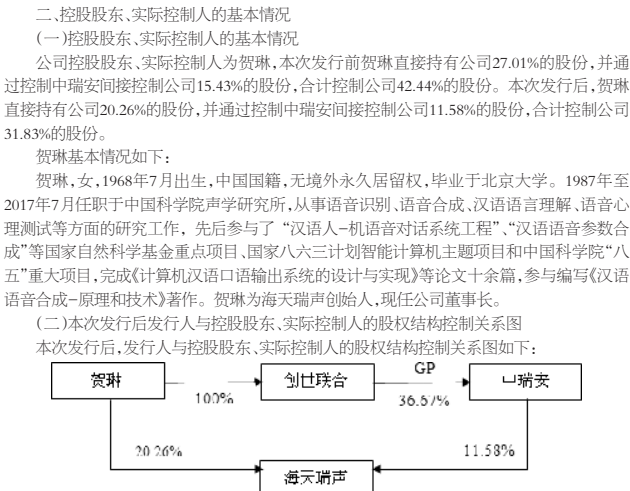 二、控股股东、实际控制人的基本情况
(一)控股股东、实际控制人的基本情况
公司控股股东、实际控制人为贺琳,本次发行前贺琳直接持有公司27.01%的股份,并通
过控制中瑞安间接控制公司15.43%的股份,合计控制公司42.44%的股份。本次发行后,贺琳
直接持有公司20.26%的股份,并通过控制中瑞安间接控制公司11.58%的股份,合计控制公司
31.83%的股份。
贺琳基本情况如下:
贺琳,女,1968年7月出生,中国国籍,无境外永久居留权,毕业于北京大学。1987年至
2017年7月任职于中国科学院声学研究所,从事语音识别、语音合成、汉语语言理解、语音心
理测试等方面的研究工作，先后参与了“汉语人-机语音对话系统工程”、“汉语语音参数合
成”等国家自然科学基金重点项目、国家八六三计划智能计算机主题项目和中国科学院“八
五”重大项目,完成《计算机汉语口语输出系统的设计与实现》等论文十余篇,参与编写《汉语
语音合成-原理和技术》著作。贺琳为海天瑞声创始人,现任公司董事长。
(二)本次发行后发行人与控股股东、实际控制人的股权结构控制关系图
本次发行后,发行人与控股股东、实际控制人的股权结构控制关系图如下:
贺琳 创世联合 GP 中瑞安
100% 36.67%
20.26% 11.58%
海天瑞声